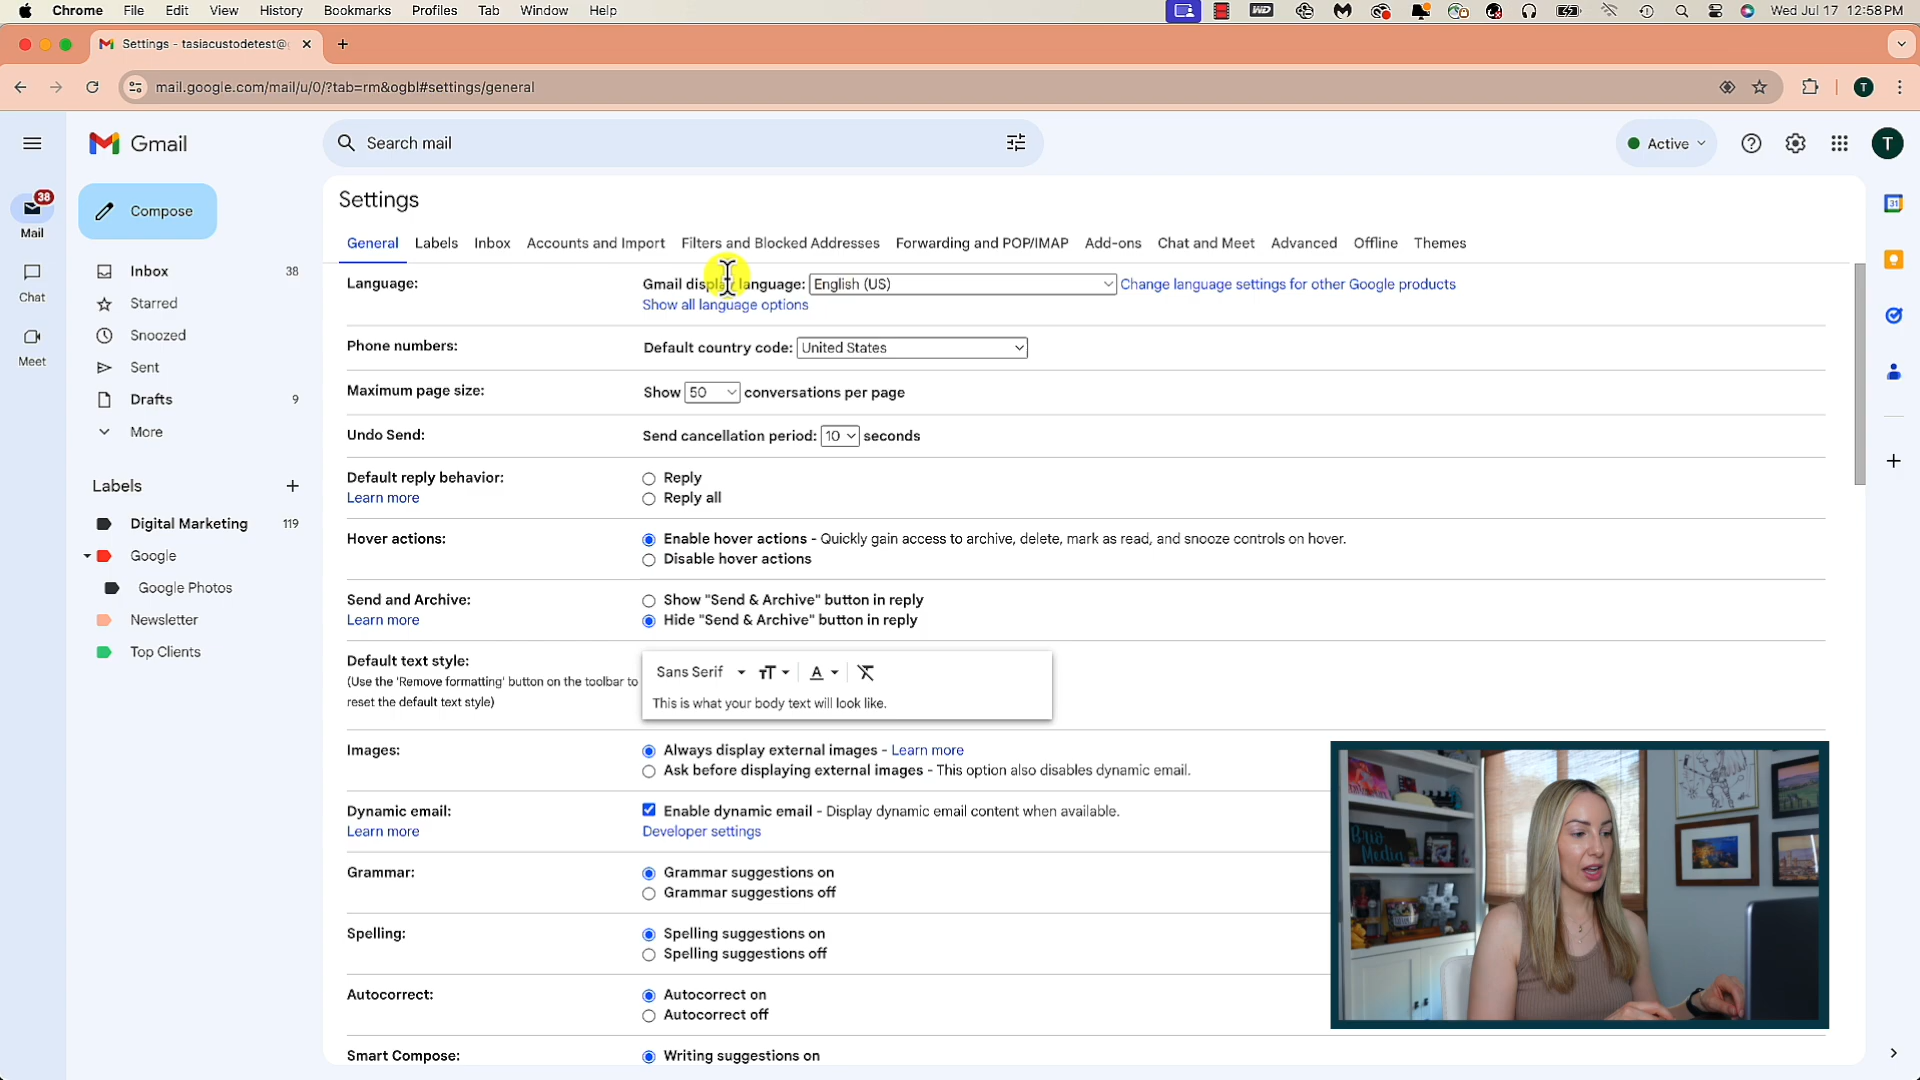 Chrome File Edit View History Bookmarks Profiles Tab Window Help Wed Jul 17 12:58 PM
Settings - tasiacustodetest@
mail.google.com/mail/u/0/?tab=rm&ogbl#settings/general T
Gmail Search mail Active T
38
Mail
Chat
Meet
Compose
Inbox 38
Starred
Snoozed
Sent
Drafts 9
More
Labels
Digital Marketing 119
Google
Google Photos
Newsletter
Top Clients
Settings
General Labels Inbox Accounts and Import Filters and Blocked Addresses Forwarding and POP/IMAP Add-ons Chat and Meet Advanced Offline Themes
Language: Gmail display language: English (US) Change language settings for other Google products
Show all language options
Phone numbers: Default country code: United States
Maximum page size: Show 50 conversations per page
Undo Send: Send cancellation period: 10 seconds
Default reply behavior: Reply
Learn more Reply all
Hover actions: Enable hover actions - Quickly gain access to archive, delete, mark as read, and snooze controls on hover.
Disable hover actions
Send and Archive: Show "Send & Archive" button in reply
Learn more Hide "Send & Archive" button in reply
Default text style: Sans Serif
(Use the 'Remove formatting' button on the toolbar to
reset the default text style) This is what your body text will look like.
Images: Always display external images - Learn more
Ask before displaying external images - This option also disables dynamic email.
Dynamic email: Enable dynamic email - Display dynamic email content when available.
Learn more Developer settings
Grammar: Grammar suggestions on
Grammar suggestions off
Spelling: Spelling suggestions on
Spelling suggestions off
Autocorrect: Autocorrect on
Autocorrect off
Smart Compose: Writing suggestions on
31
Brio
Media